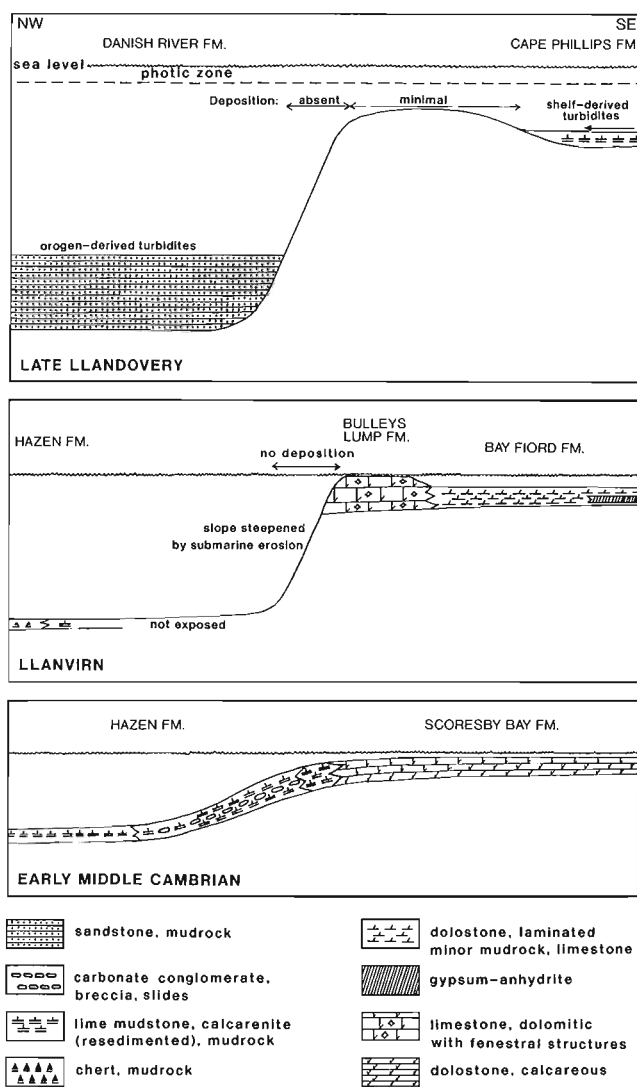 NW SE
DANISH RIVER FM. CAPE PHILLIPS FM
sea level
photic zone
Deposition: absent minimal
shelf-derived
turbidites
orogen-derived turbidites
LATE LLANDOVERY
HAZEN FM.
BULLEYS
LUMP FM.
BAY FIORD FM.
no deposition
slope steepened
by submarine erosion
not exposed
LLANVIRN
HAZEN FM. SCORESBY BAY FM.
EARLY MIDDLE CAMBRIAN
sandstone, mudrock
carbonate conglomerate,
breccia, slides
lime mudstone, calcarenite
(resedimented), mudrock
chert, mudrock
dolostone, laminated
minor mudrock, limestone
gypsum-anhydrite
limestone, dolomitic
with fenestral structures
dolostone, calcareous